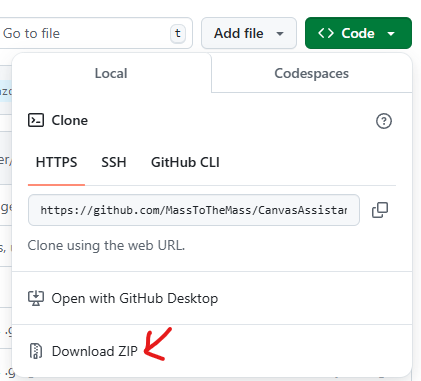 Go to file t Add file Code
Local Codespaces
Clone
HTTPS SSH GitHub CLI
https://github.com/MassToTheMass/CanvasAssistan
Clone using the web URL.
Open with GitHub Desktop
Download ZIP